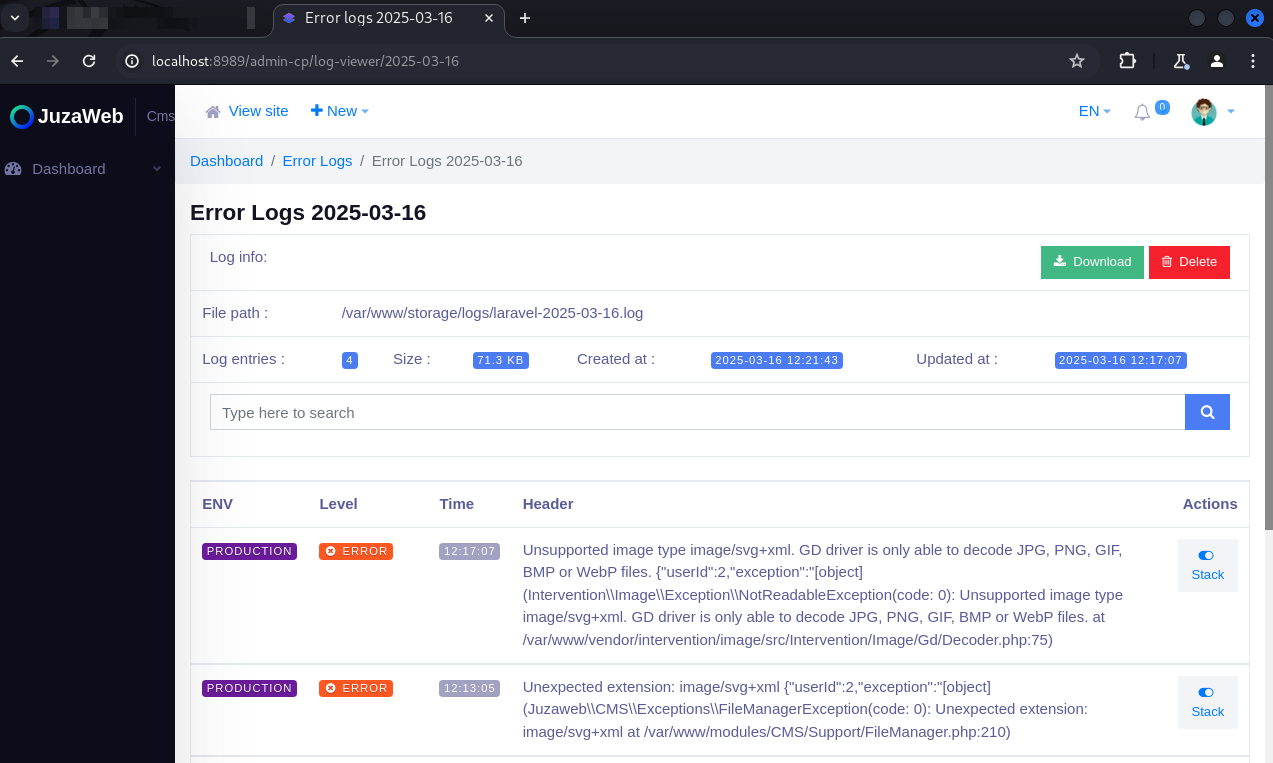 Error logs 2025-03-16
localhost:8989/admin-cp/log-viewer/2025-03-16
JuzaWeb
Cms
View site
New
EN
0
Dashboard
Dashboard / Error Logs / Error Logs 2025-03-16
Error Logs 2025-03-16
Log info:
Download
Delete
File path :
/var/www/storage/logs/laravel-2025-03-16.log
Log entries :
4
Size :
71.3 KB
Created at :
2025-03-16 12:21:43
Updated at :
2025-03-16 12:17:07
Type here to search
ENV
Level
Time
Header
Actions
PRODUCTION
ERROR
12:17:07
Unsupported image type image/svg+xml. GD driver is only able to decode JPG, PNG, GIF,
BMP or WebP files. {"userId":2,"exception":"[object]
(Intervention\\Image\\Exception\\NotReadableException(code: 0): Unsupported image type
image/svg+xml. GD driver is only able to decode JPG, PNG, GIF, BMP or WebP files. at
/var/www/vendor/intervention/image/src/Intervention/Image/Gd/Decoder.php:75)
Stack
PRODUCTION
ERROR
12:13:05
Unexpected extension: image/svg+xml {"userId":2,"exception":"[object]
(Juzaweb\\CMS\\Exceptions\\FileManagerException(code: 0): Unexpected extension:
image/svg+xml at /var/www/modules/CMS/Support/FileManager.php:210)
Stack